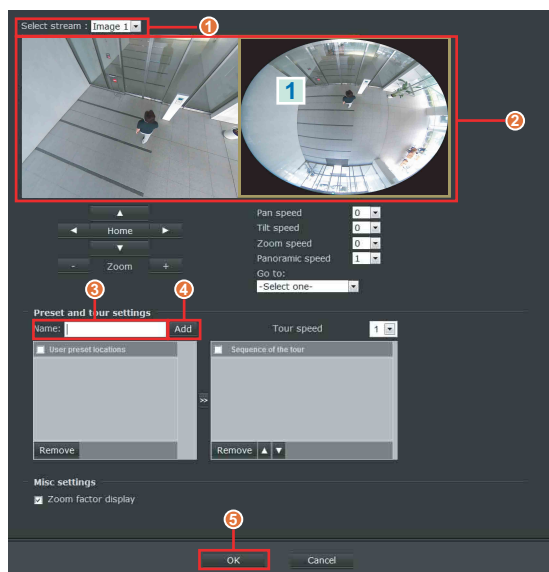 Select stream : Image 1
1
1
2
▲
◄ Home ►
▼
- Zoom +
Pan speed 0
Tilt speed 0
Zoom speed 0
Panoramic speed 1
Go to:
-Select one-
3
4
Preset and tour settings
Name: Add
Tour speed 1
User preset locations
Sequence of the tour
>>
Remove
Remove ▲ ▼
Misc settings
Zoom factor display
5
OK Cancel